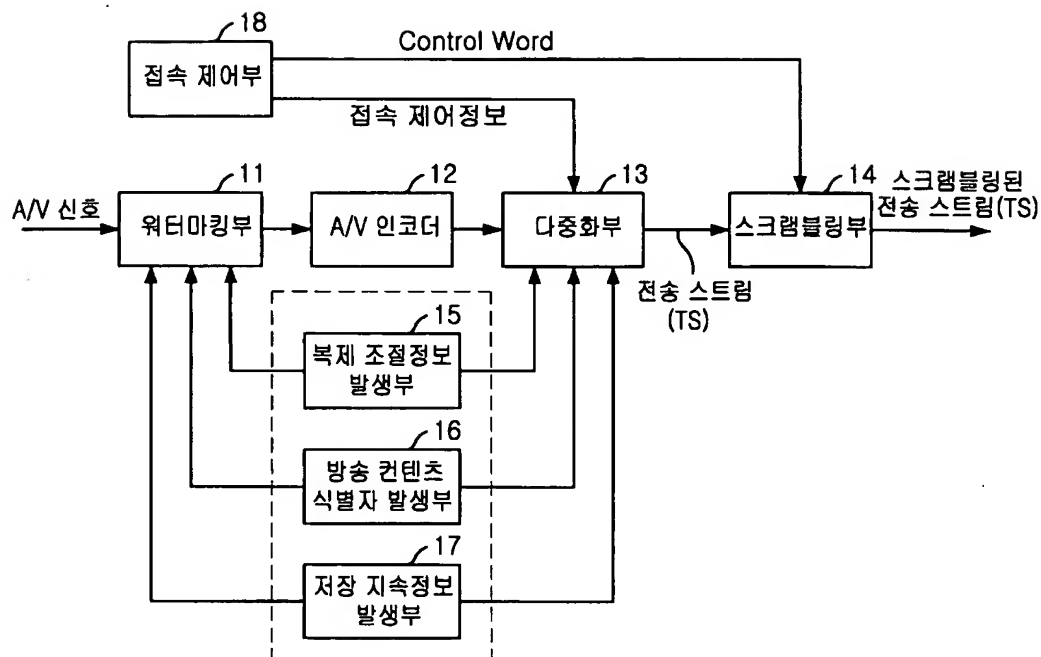 18
Control Word
접속 제어부
접속 제어정보
11
12
13
14
스크램블링된
전송 스트림(TS)
A/V 신호
워터마킹부
A/V 인코더
다중화부
스크램블링부
전송 스트림
(TS)
15
복제 조절정보
발생부
16
방송 컨텐츠
식별자 발생부
17
저장 지속정보
발생부